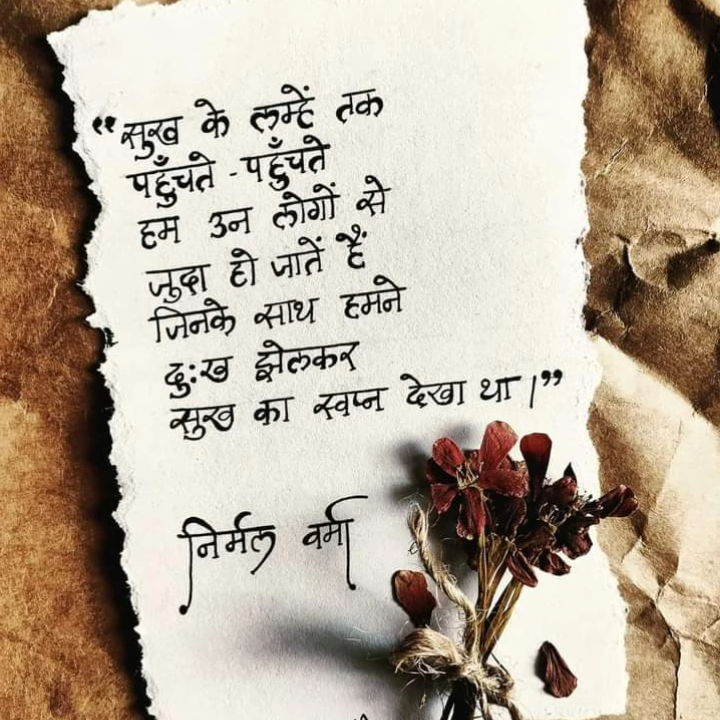 “सुख के लम्हें तक
पहुँचते - पहुँचते
हम उन लोगों से
जुदा हो जातें हैं
जिनके साथ हमने
दुःख झेलकर
सुख का स्वप्न देखा था।”
निर्मल वर्मा